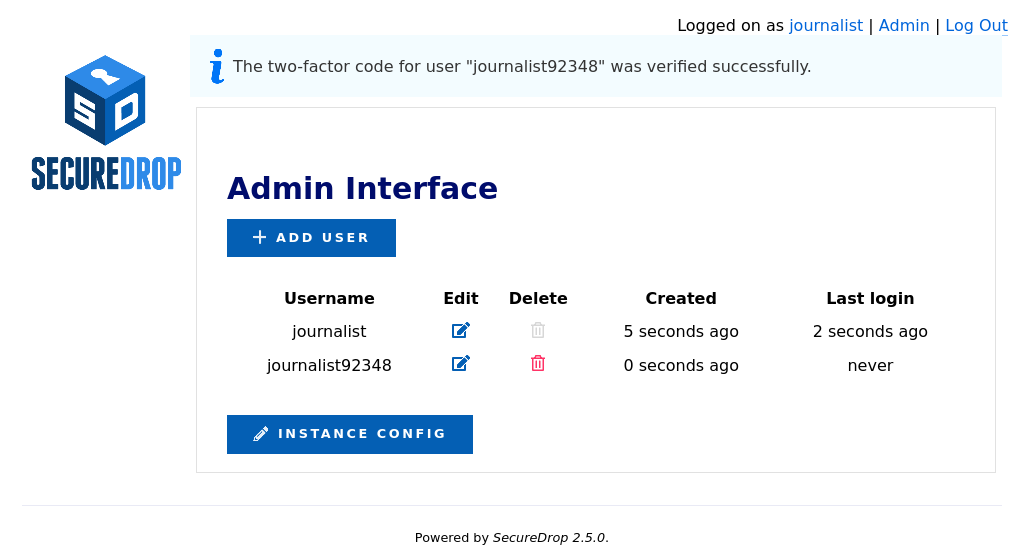 Logged on as journalist | Admin | Log Out
The two-factor code for user "journalist92348" was verified successfully.
SECUREDROP
Admin Interface
ADD USER
Username Edit Delete Created Last login
journalist 5 seconds ago 2 seconds ago
journalist92348 0 seconds ago never
INSTANCE CONFIG
Powered by SecureDrop 2.5.0.